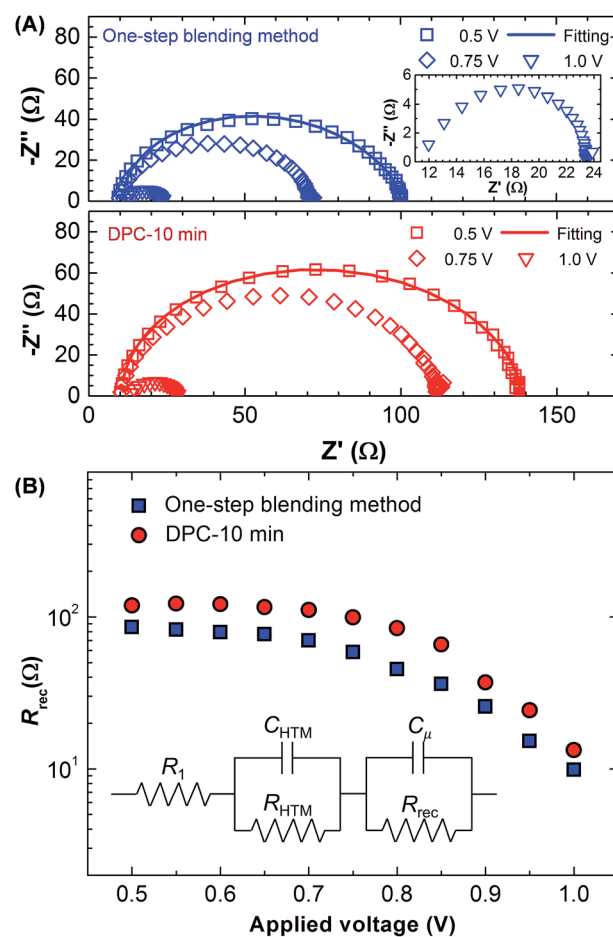 (A)
One-step blending method
0.5 V
Fitting
0.75 V
1.0 V
-Z'' (Ω)
80
60
40
20
0
-Z'' (Ω)
6
4
2
0
12 14 16 18 20 22 24
Z' (Ω)
DPC-10 min
0.5 V
Fitting
0.75 V
1.0 V
-Z'' (Ω)
80
60
40
20
0
0 50 100 150
Z' (Ω)
(B)
One-step blending method
DPC-10 min
R_rec(Ω)
10^2
10^1
C_HTM
C_μ
R_1
R_HTM
R_rec
0.5 0.6 0.7 0.8 0.9 1.0
Applied voltage (V)